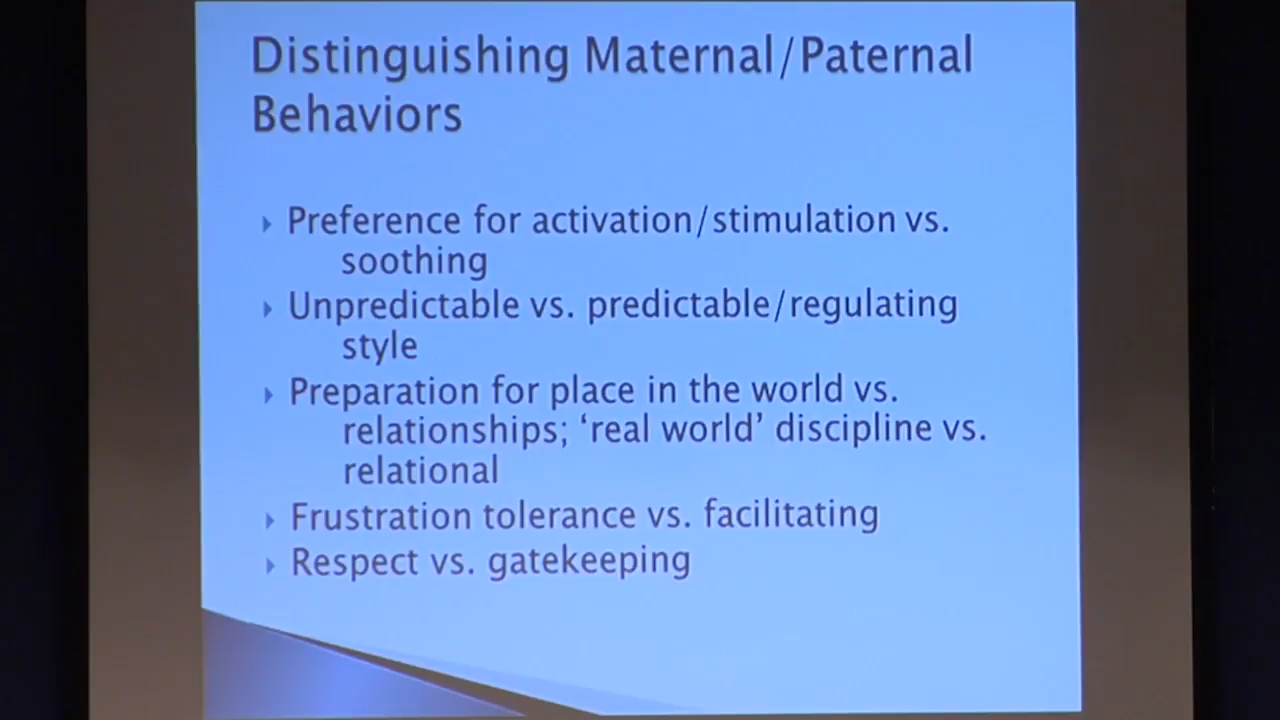 Distinguishing Maternal/Paternal
Behaviors
Preference for activation/stimulation vs.
soothing
Unpredictable vs. predictable/regulating
style
Preparation for place in the world vs.
relationships; ‘real world’ discipline vs.
relational
Frustration tolerance vs. facilitating
Respect vs. gatekeeping